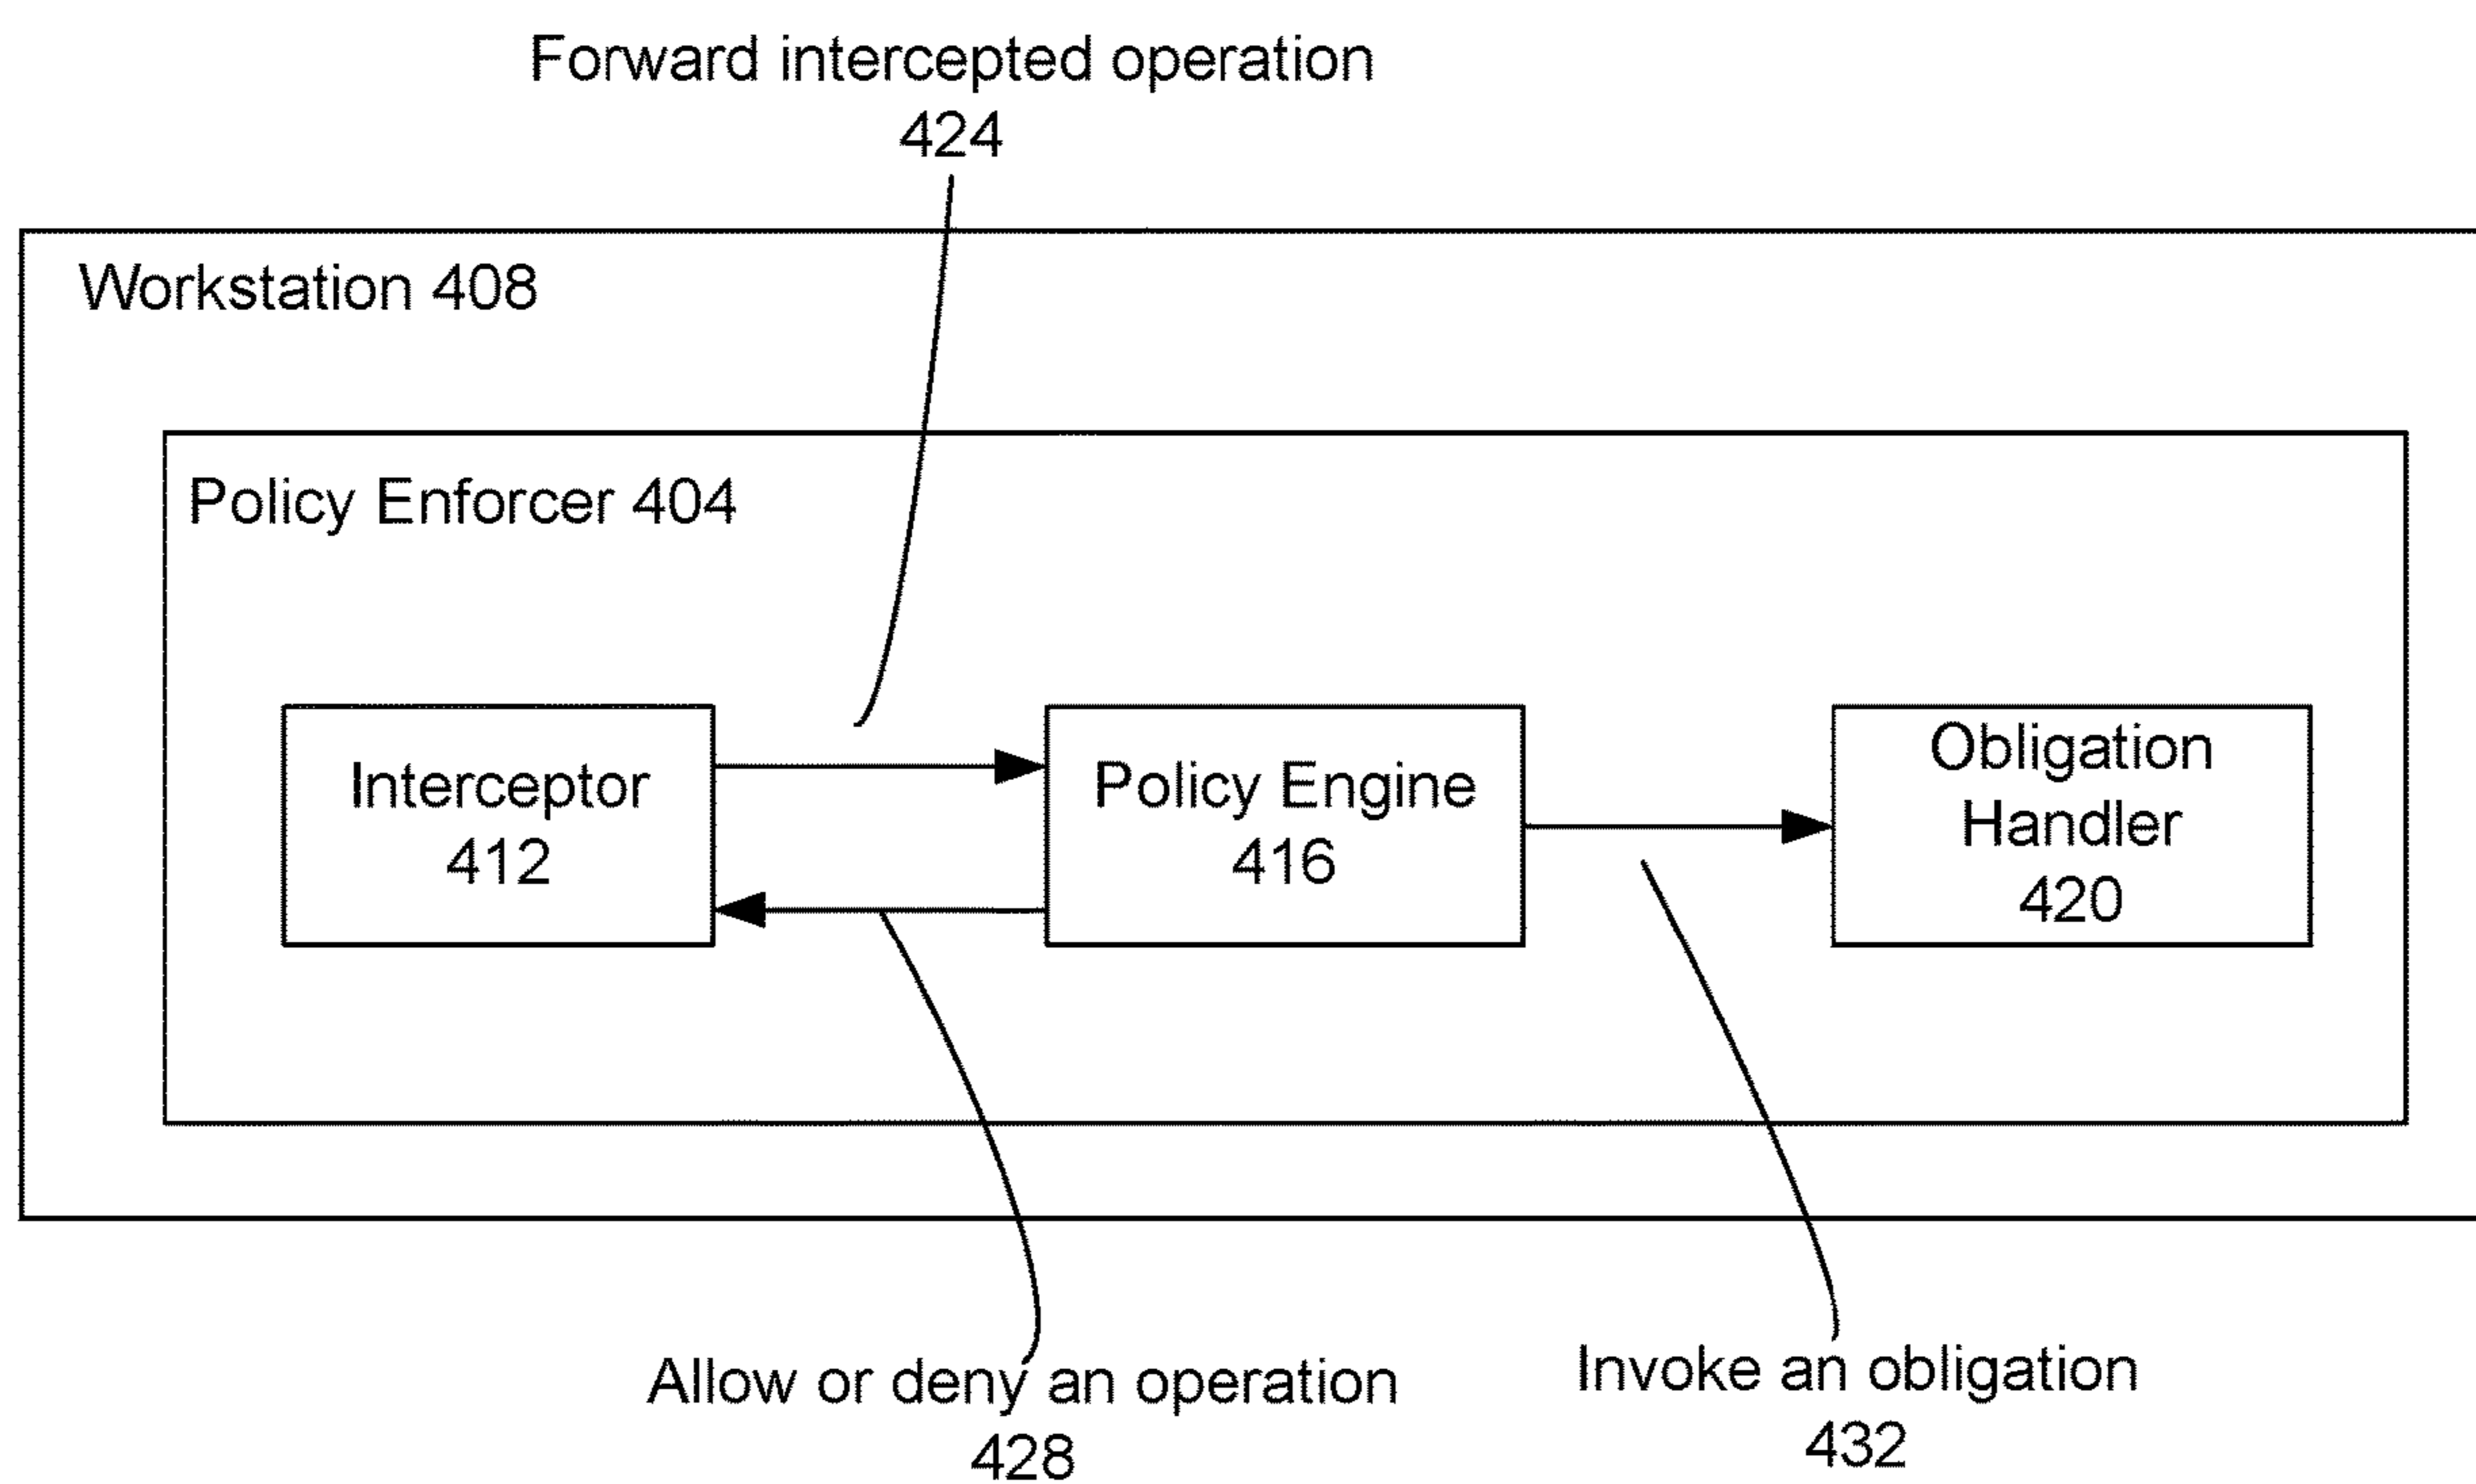 Forward intercepted operation
424
Workstation 408
Policy Enforcer 404
Interceptor
412
Policy Engine
416
Obligation
Handler
420
Allow or deny an operation
428
Invoke an obligation
432